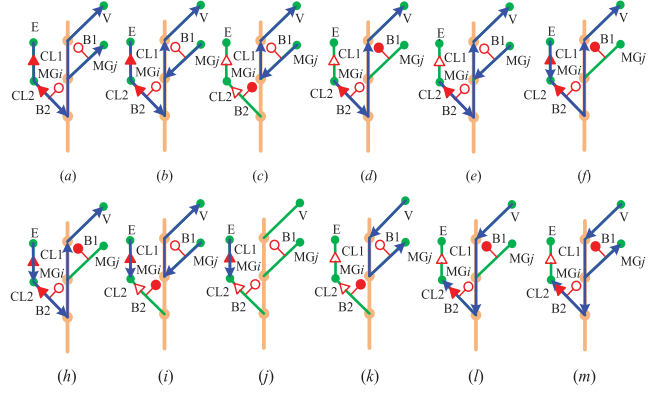 V
E
B1
CL1
MGi
MGj
CL2
B2
(a)
V
E
B1
CL1
MGi
MGj
CL2
B2
(b)
V
E
B1
CL1
MGi
MGj
CL2
B2
(c)
V
E
B1
CL1
MGi
MGj
CL2
B2
(d)
V
E
B1
CL1
MGi
MGj
CL2
B2
(e)
V
E
B1
CL1
MGi
MGj
CL2
B2
(f)
V
E
B1
CL1
MGi
MGj
CL2
B2
(h)
V
E
B1
CL1
MGi
MGj
CL2
B2
(i)
V
E
B1
CL1
MGi
MGj
CL2
B2
(j)
V
E
B1
CL1
MGi
MGj
CL2
B2
(k)
V
E
B1
CL1
MGi
MGj
CL2
B2
(l)
V
E
B1
CL1
MGi
MGj
CL2
B2
(m)